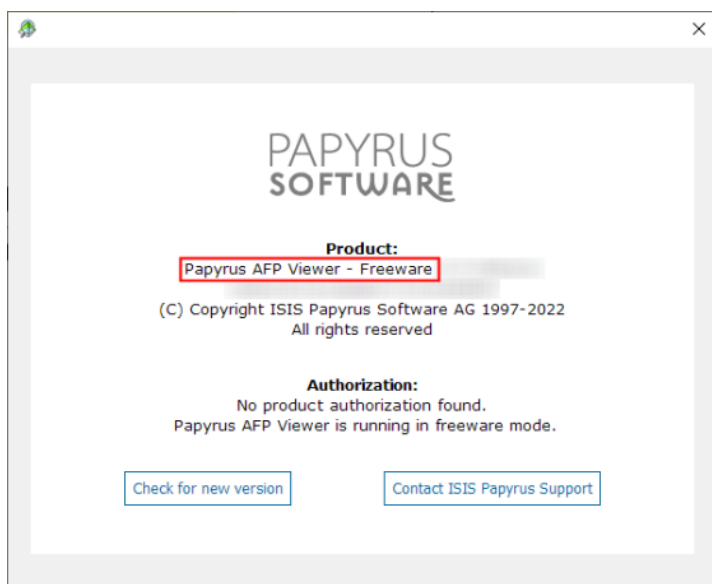 PAPYRUS
SOFTWARE
Product:
Papyrus AFP Viewer - Freeware
(C) Copyright ISIS Papyrus Software AG 1997-2022
All rights reserved
Authorization:
No product authorization found.
Papyrus AFP Viewer is running in freeware mode.
Check for new version
Contact ISIS Papyrus Support